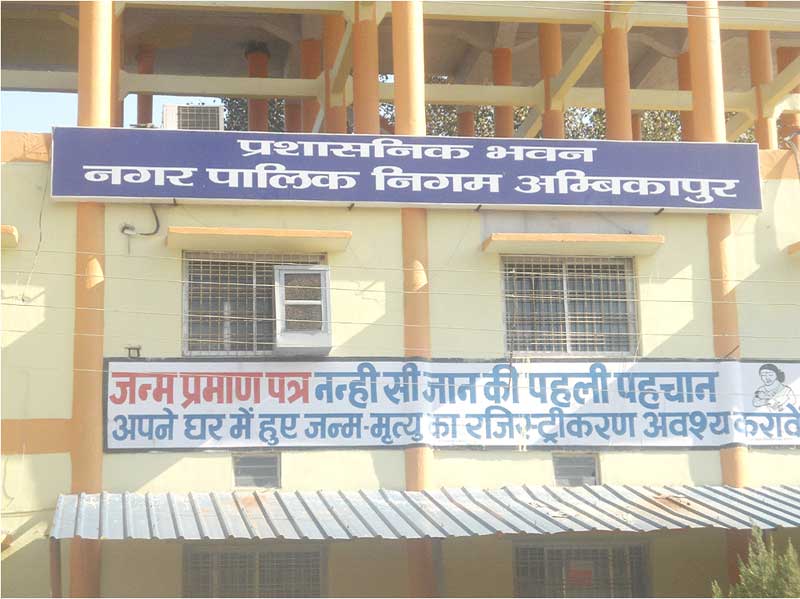 प्रशासनिक भवन
नगर पालिक निगम अम्बिकापुर
जन्म प्रमाण पत्र नन्ही सी जान की पहली पहचान
अपने घर में हुए जन्म-मृत्यु का रजिस्ट्रीकरण अवश्य करावे